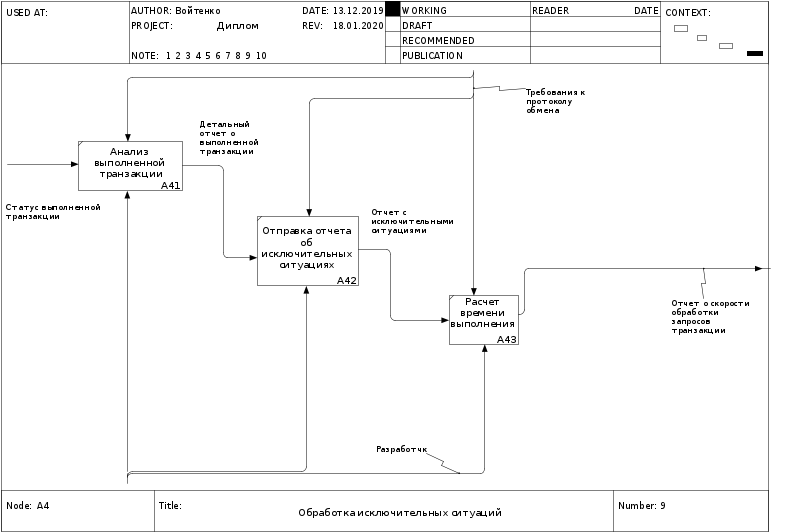 USED AT:
AUTHOR: Войтенко
DATE: 13.12.2019
WORKING
READER
DATE
CONTEXT:
PROJECT: Диплом
REV: 18.01.2020
DRAFT
RECOMMENDED
NOTE: 1 2 3 4 5 6 7 8 9 10
PUBLICATION
Требования к
протоколу
обмена
Детальный
отчет о
выполненной
транзакции
Анализ
выполненной
транзакции
A41
Статус выполненной
транзакции
Отчет с
исключительными
ситуациями
Отправка отчета
об
исключительных
ситуациях
A42
Расчет
времени
выполнения
A43
Отчет о скорости
обработки
запросов
транзакции
Разработчк
Node: A4
Title:
Обработка исключительных ситуаций
Number: 9